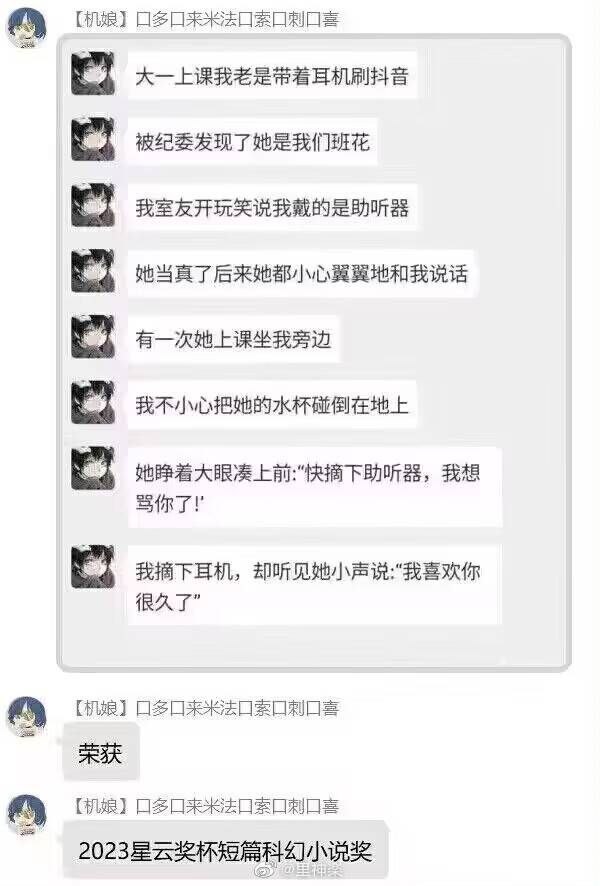 【机娘】口多口来米法口索口刺口喜
大一上课我老是带着耳机刷抖音
被纪委发现了她是我们班花
我室友开玩笑说我戴的是助听器
她当真了后来她都小心翼翼地和我说话
有一次她上课坐我旁边
我不小心把她的水杯碰倒在地上
她睁着大眼凑上前:“快摘下助听器，我想
骂你了!’
我摘下耳机，却听见她小声说:“我喜欢你
很久了”
【机娘】口多口来米法口索口刺口喜
荣获
【机娘】口多口来米法口索口刺口喜
2023星云奖杯短篇科幻小说奖